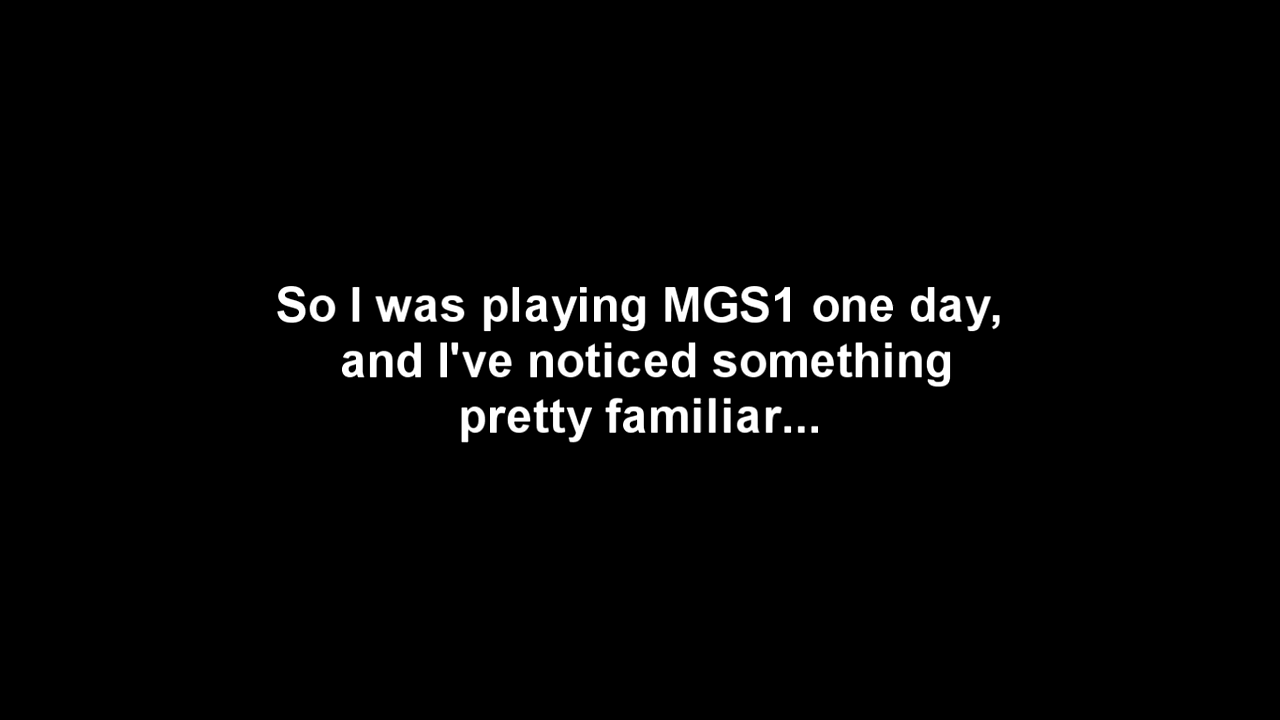 So I was playing MGS1 one day,
and I've noticed something
pretty familiar...